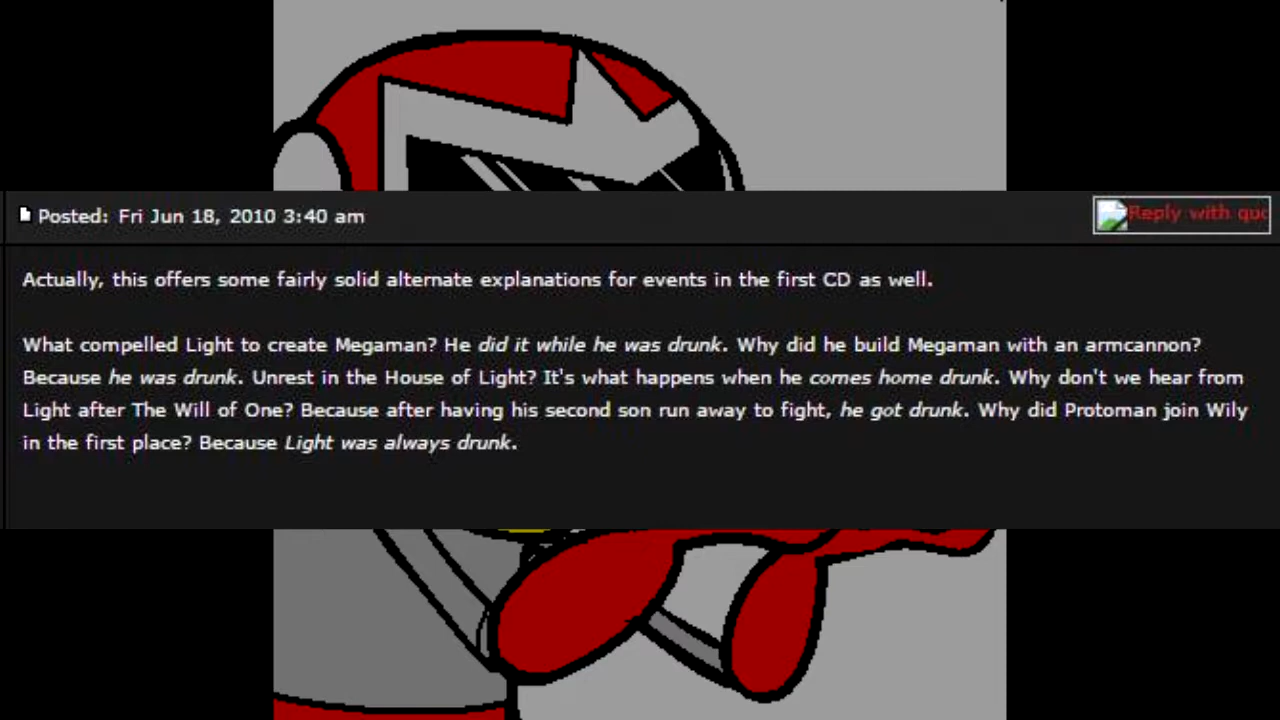 Posted: Fri Jun 18, 2010 3:40 am
Reply with quo
Actually, this offers some fairly solid alternate explanations for events in the first CD as well.
What compelled Light to create Megaman? He did it while he was drunk. Why did he build Megaman with an armcannon?
Because he was drunk. Unrest in the House of Light? It's what happens when he comes home drunk. Why don't we hear from
Light after The Will of One? Because after having his second son run away to fight, he got drunk. Why did Protoman join Wily
in the first place? Because Light was always drunk.